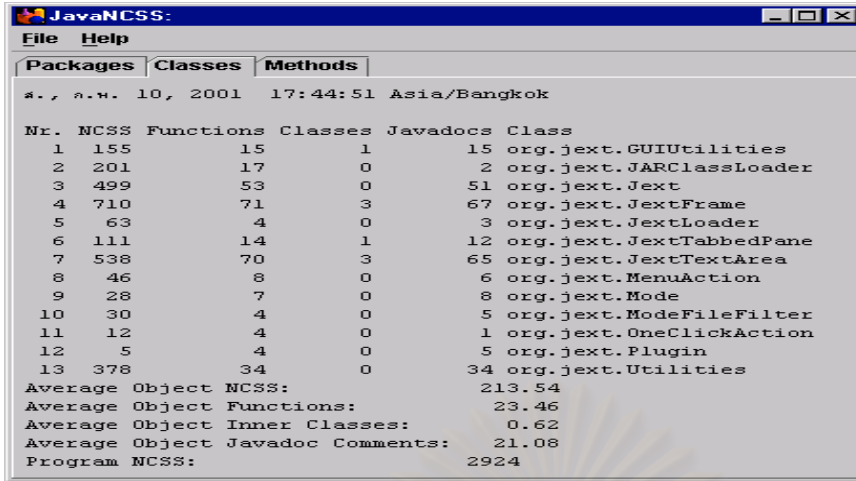 JavaNCSS:
File Help
Packages Classes Methods
ส., ก.พ. 10, 2001 17:44:51 Asia/Bangkok
Nr. NCSS Functions Classes Javadocs Class
1 155 15 1 15 org.jext.GUIUtilities
2 201 17 0 2 org.jext.JARClassLoader
3 499 53 0 51 org.jext.Jext
4 710 71 3 67 org.jext.JextFrame
5 63 4 0 3 org.jext.JextLoader
6 111 14 1 12 org.jext.JextTabbedPane
7 538 70 3 65 org.jext.JextTextArea
8 46 8 0 6 org.jext.MenuAction
9 28 7 0 8 org.jext.Mode
10 30 4 0 5 org.jext.ModeFileFilter
11 12 4 0 1 org.jext.OneClickAction
12 5 4 0 5 org.jext.Plugin
13 378 34 0 34 org.jext.Utilities
Average Object NCSS: 213.54
Average Object Functions: 23.46
Average Object Inner Classes: 0.62
Average Object Javadoc Comments: 21.08
Program NCSS: 2924